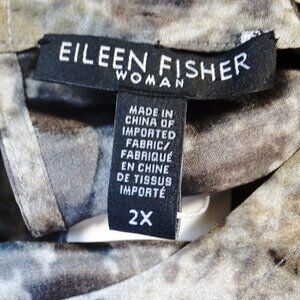 EILEEN FISHER
WOMAN
MADE IN
CHINA OF
IMPORTED
FABRIC/
FABRIQUÉ
EN CHINE
DE TISSUS
IMPORTÉ
2X